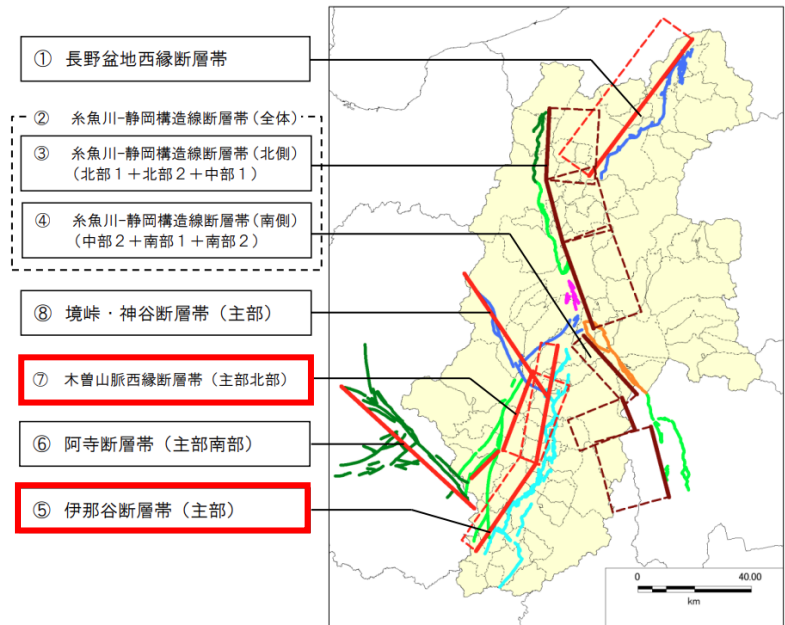 ① 長野盆地西縁断層帯
② 糸魚川-静岡構造線断層帯(全体)
③ 糸魚川-静岡構造線断層帯(北側)
(北部1+北部2+中部1)
④ 糸魚川-静岡構造線断層帯(南側)
(中部2+南部1+南部2)
⑧ 境峠・神谷断層帯(主部)
⑦ 木曽山脈西縁断層帯(主部北部)
⑥ 阿寺断層帯(主部南部)
⑤ 伊那谷断層帯(主部)
0 40.00
km